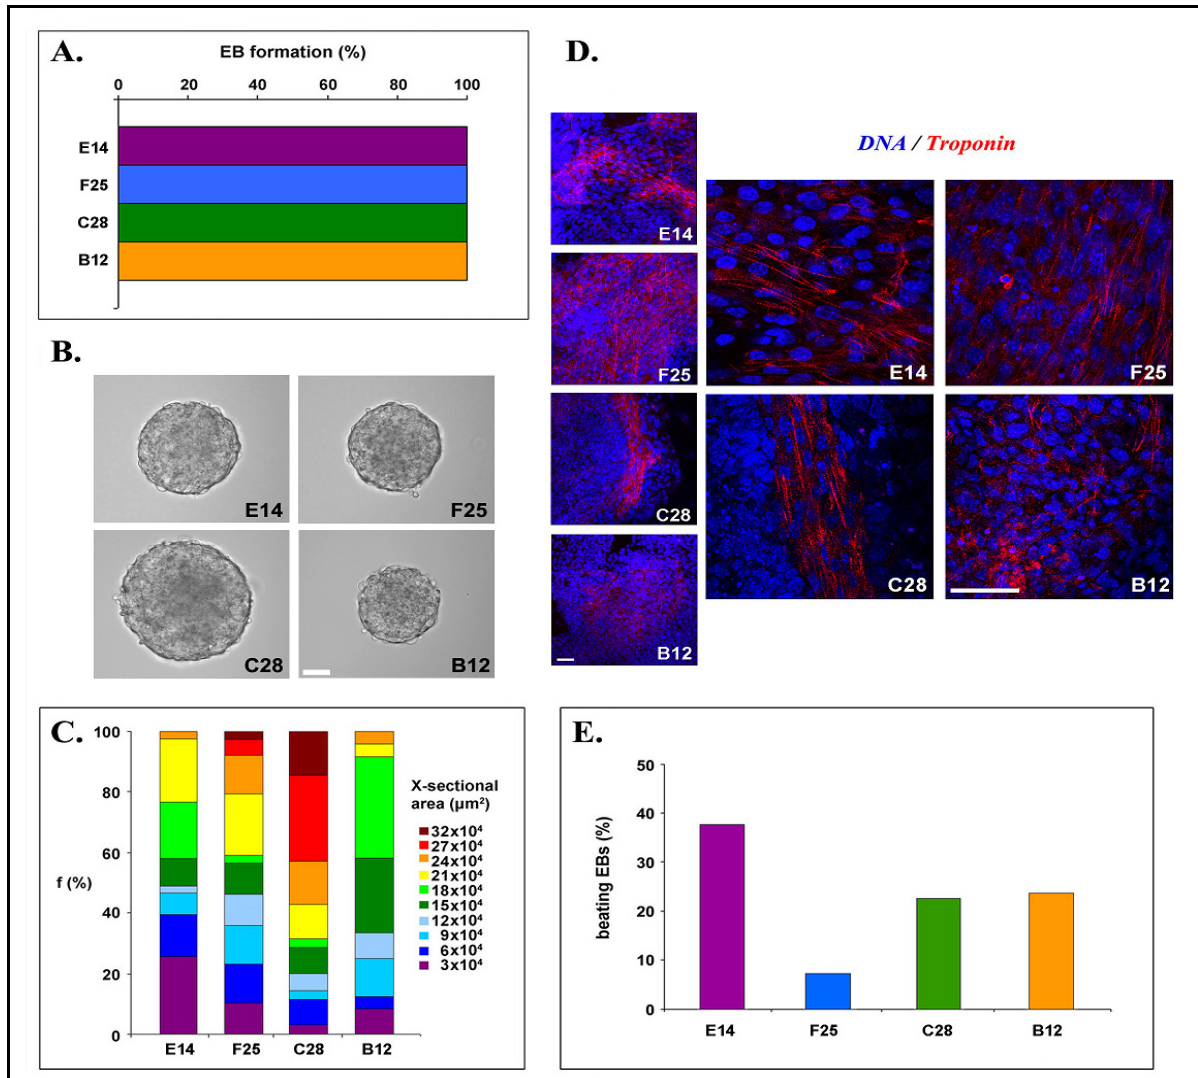 A.
EB formation (%)
0 20 40 60 80 100
E14
F25
C28
B12
B.
E14
F25
C28
B12
C.
100
80
60
40
20
0
f (%)
E14 F25 C28 B12
X-sectional
area (µm²)
32x10⁴
27x10⁴
24x10⁴
21x10⁴
18x10⁴
15x10⁴
12x10⁴
9x10⁴
6x10⁴
3x10⁴
D.
DNA / Troponin
E14
F25
C28
B12
E14
F25
C28
B12
E.
50
40
30
20
10
0
beating EBs (%)
E14 F25 C28 B12